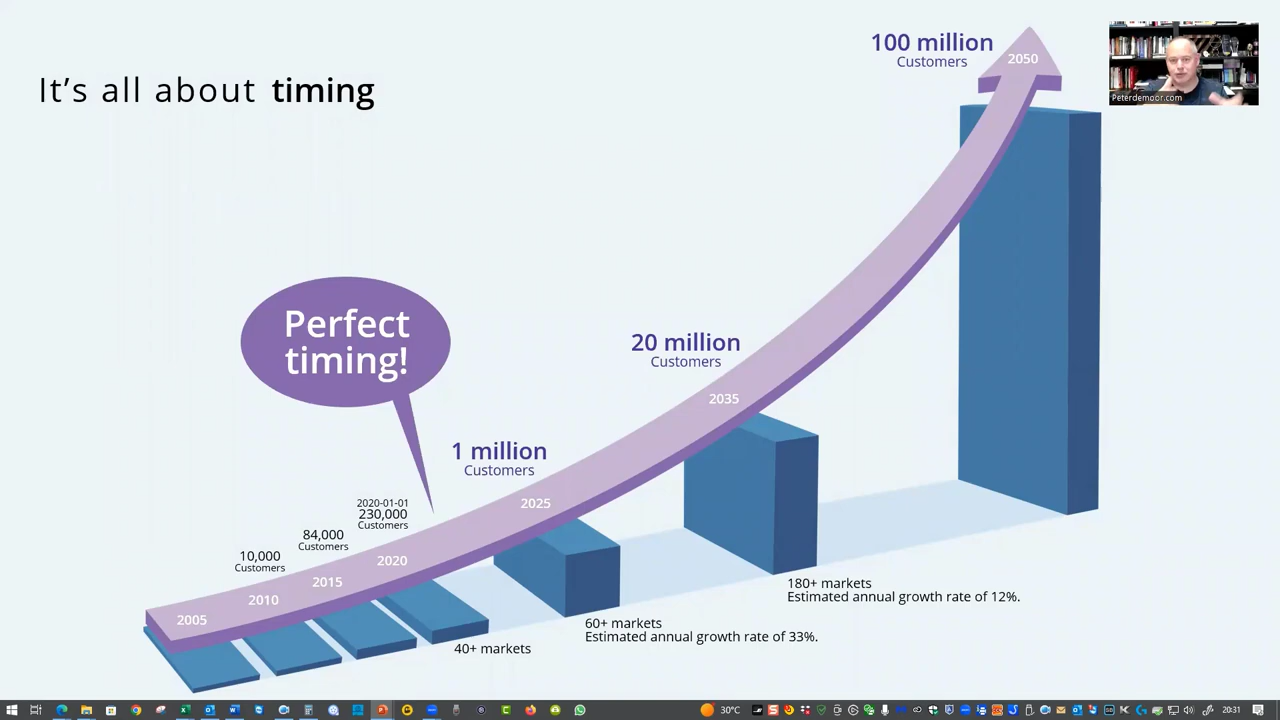 It's all about timing
100 million
Customers
2050
Peterdemoor.com
Perfect
timing!
20 million
Customers
2035
1 million
Customers
2025
2020-01-01
230,000
Customers
84,000
Customers
10,000
Customers
2020
2015
2010
2005
180+ markets
Estimated annual growth rate of 12%.
60+ markets
Estimated annual growth rate of 33%.
40+ markets
30°C
20:31